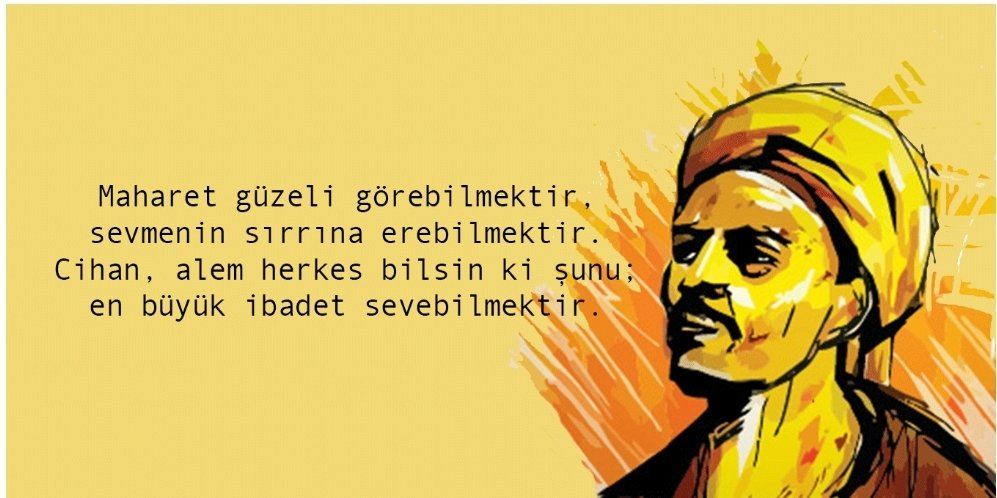 Maharet güzeli görebilmektir,
sevmenin sırrına erebilmektir.
Cihan, alem herkes bilsin ki şunu;
en büyük ibadet sevebilmektir.